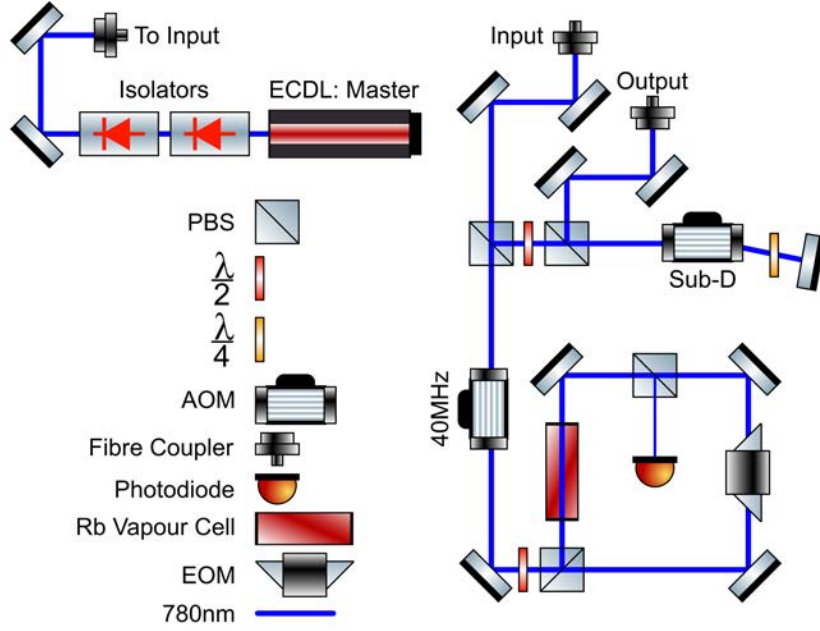 To Input
Isolators
ECDL: Master
Input
Output
Sub-D
40MHz
PBS
λ
2
λ
4
AOM
Fibre Coupler
Photodiode
Rb Vapour Cell
EOM
780nm